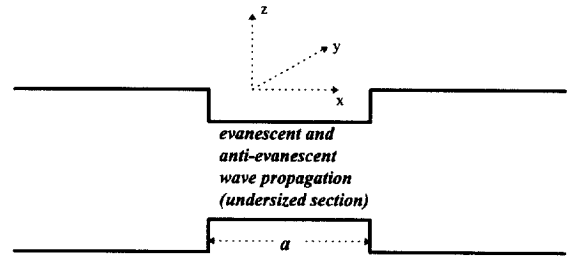 z
y
x
evanescent and
anti-evanescent
wave propagation
(undersized section)
a